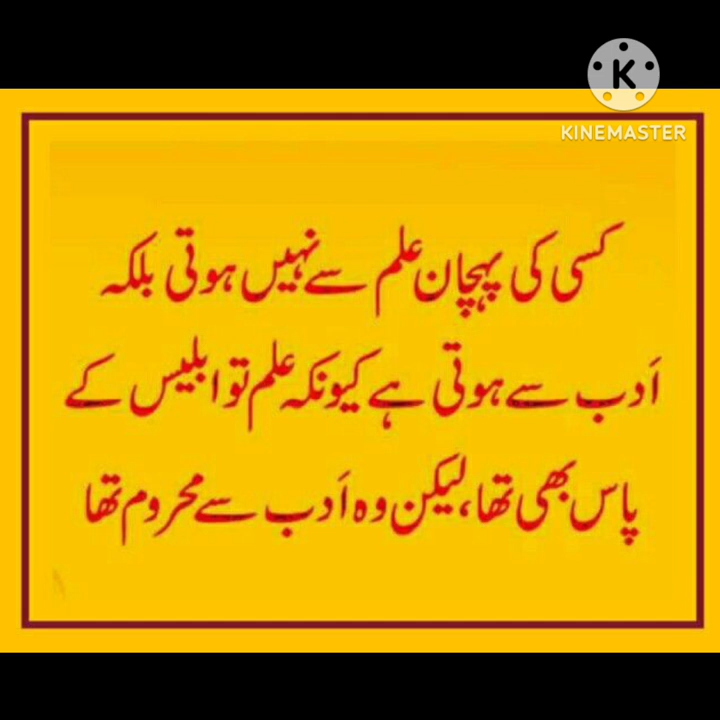 KINEMASTER
کسی کی پہچان علم سے نہیں ہوتی بلکہ
اَدب سے ہوتی ہے کیونکہ علم تو ابلیس کے
پاس بھی تھا، لیکن وہ اَدب سے محروم تھا